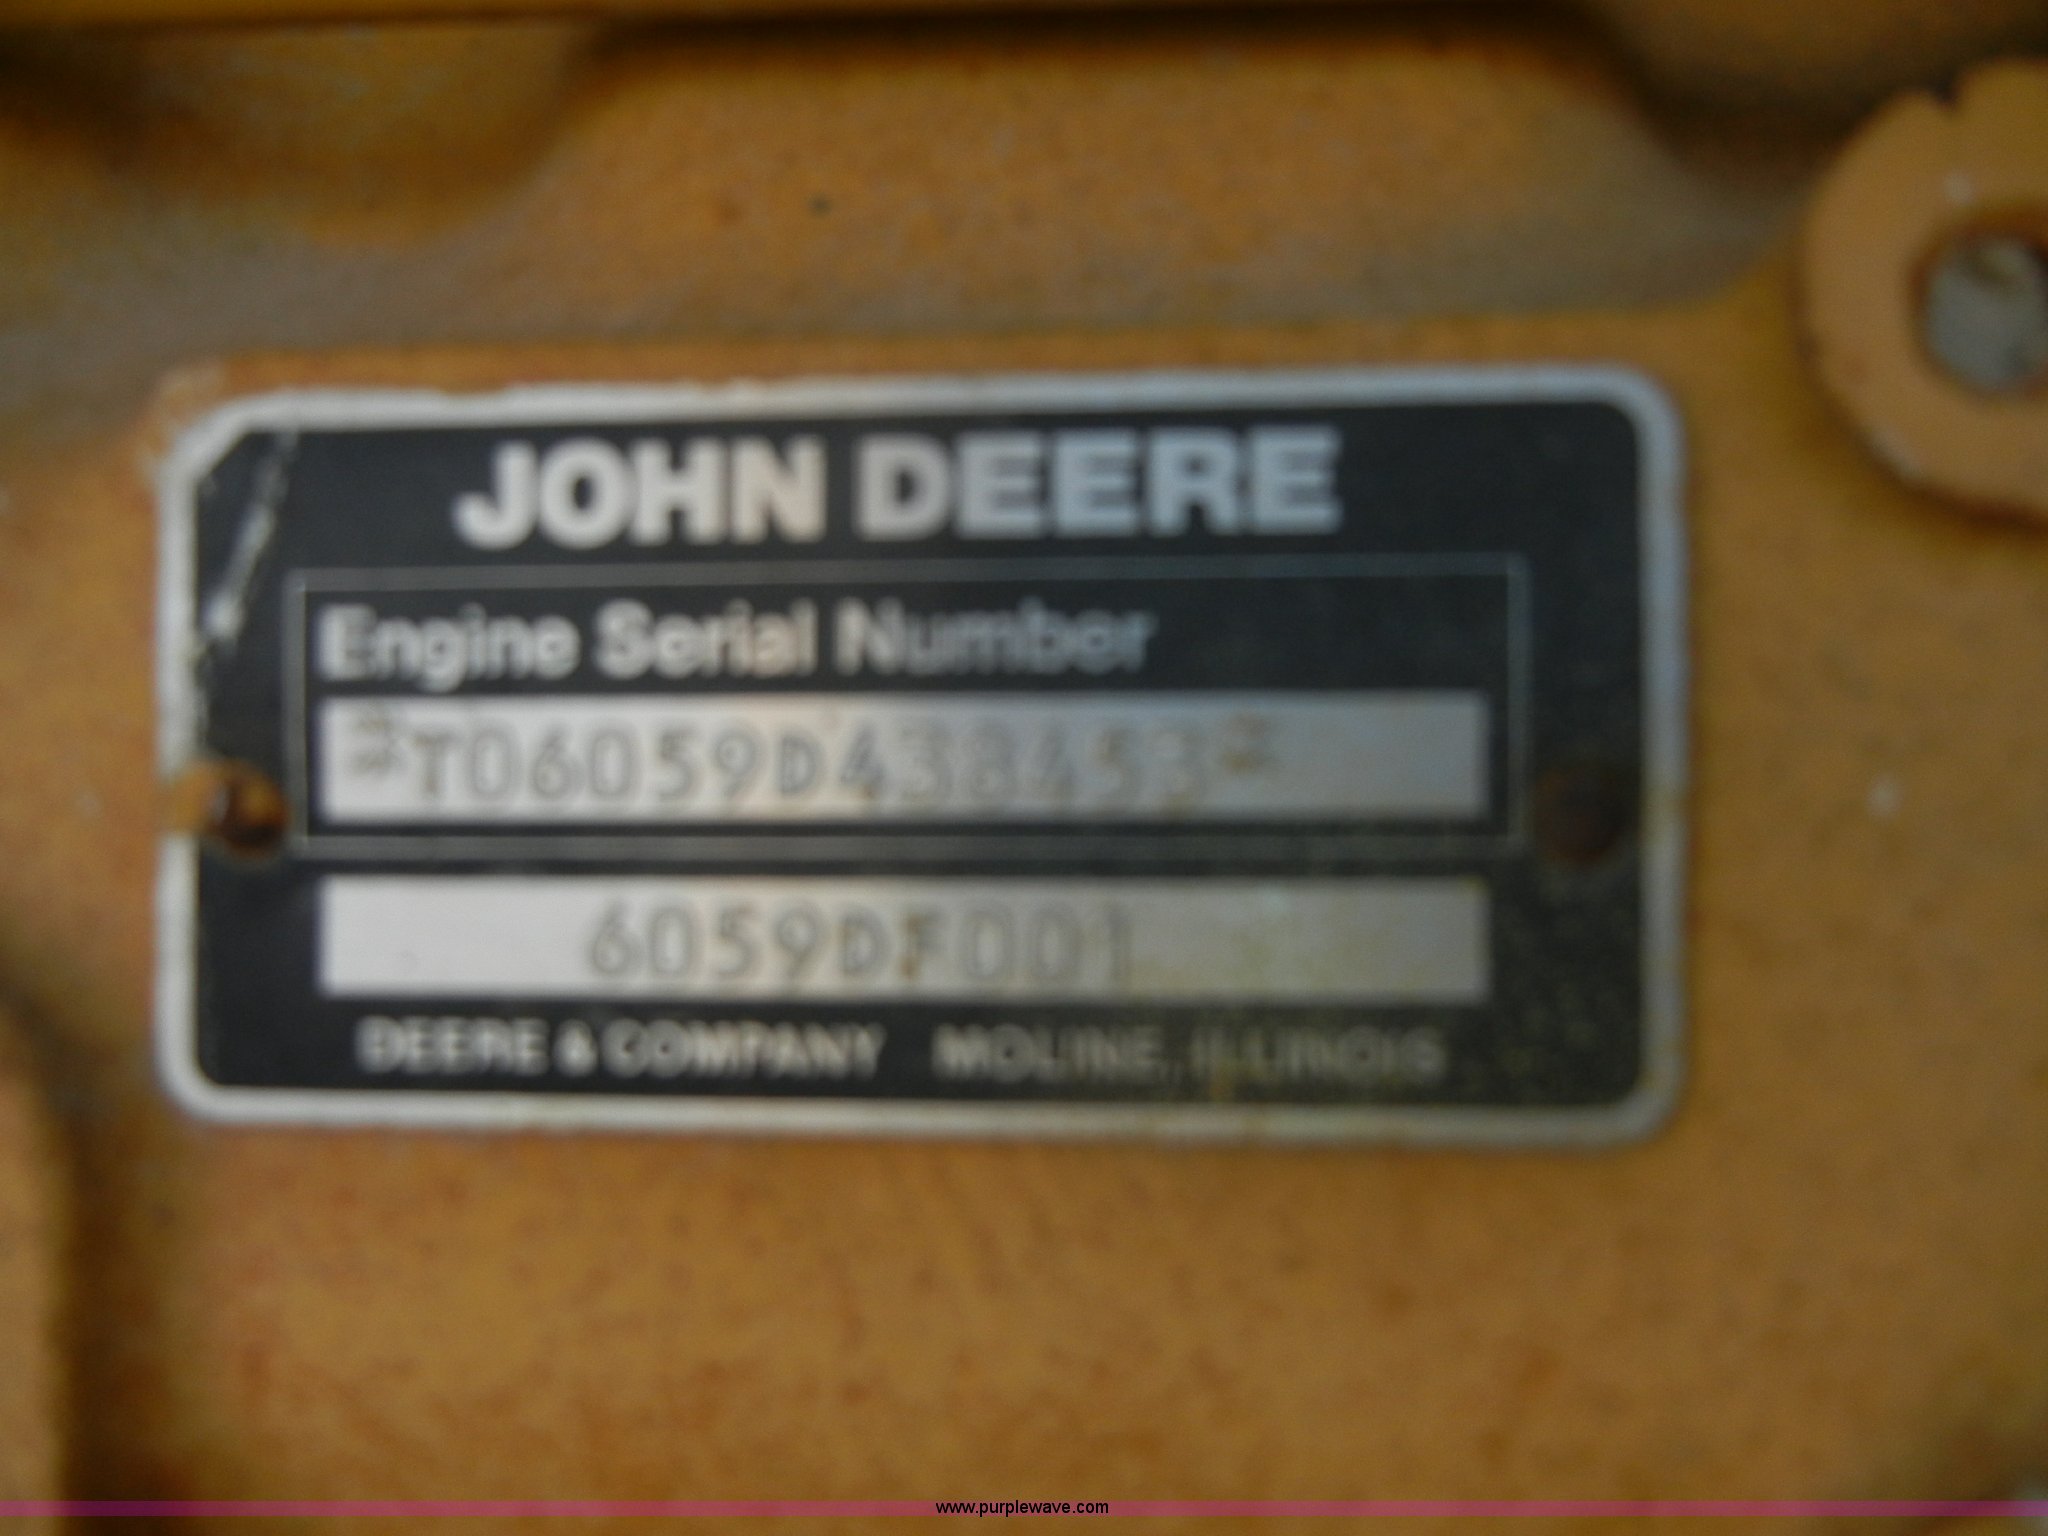 JOHN DEERE
Engine Serial Number
*T06059D438453*
6059DF001
DEERE & COMPANY MOLINE, ILLINOIS
www.purplewave.com